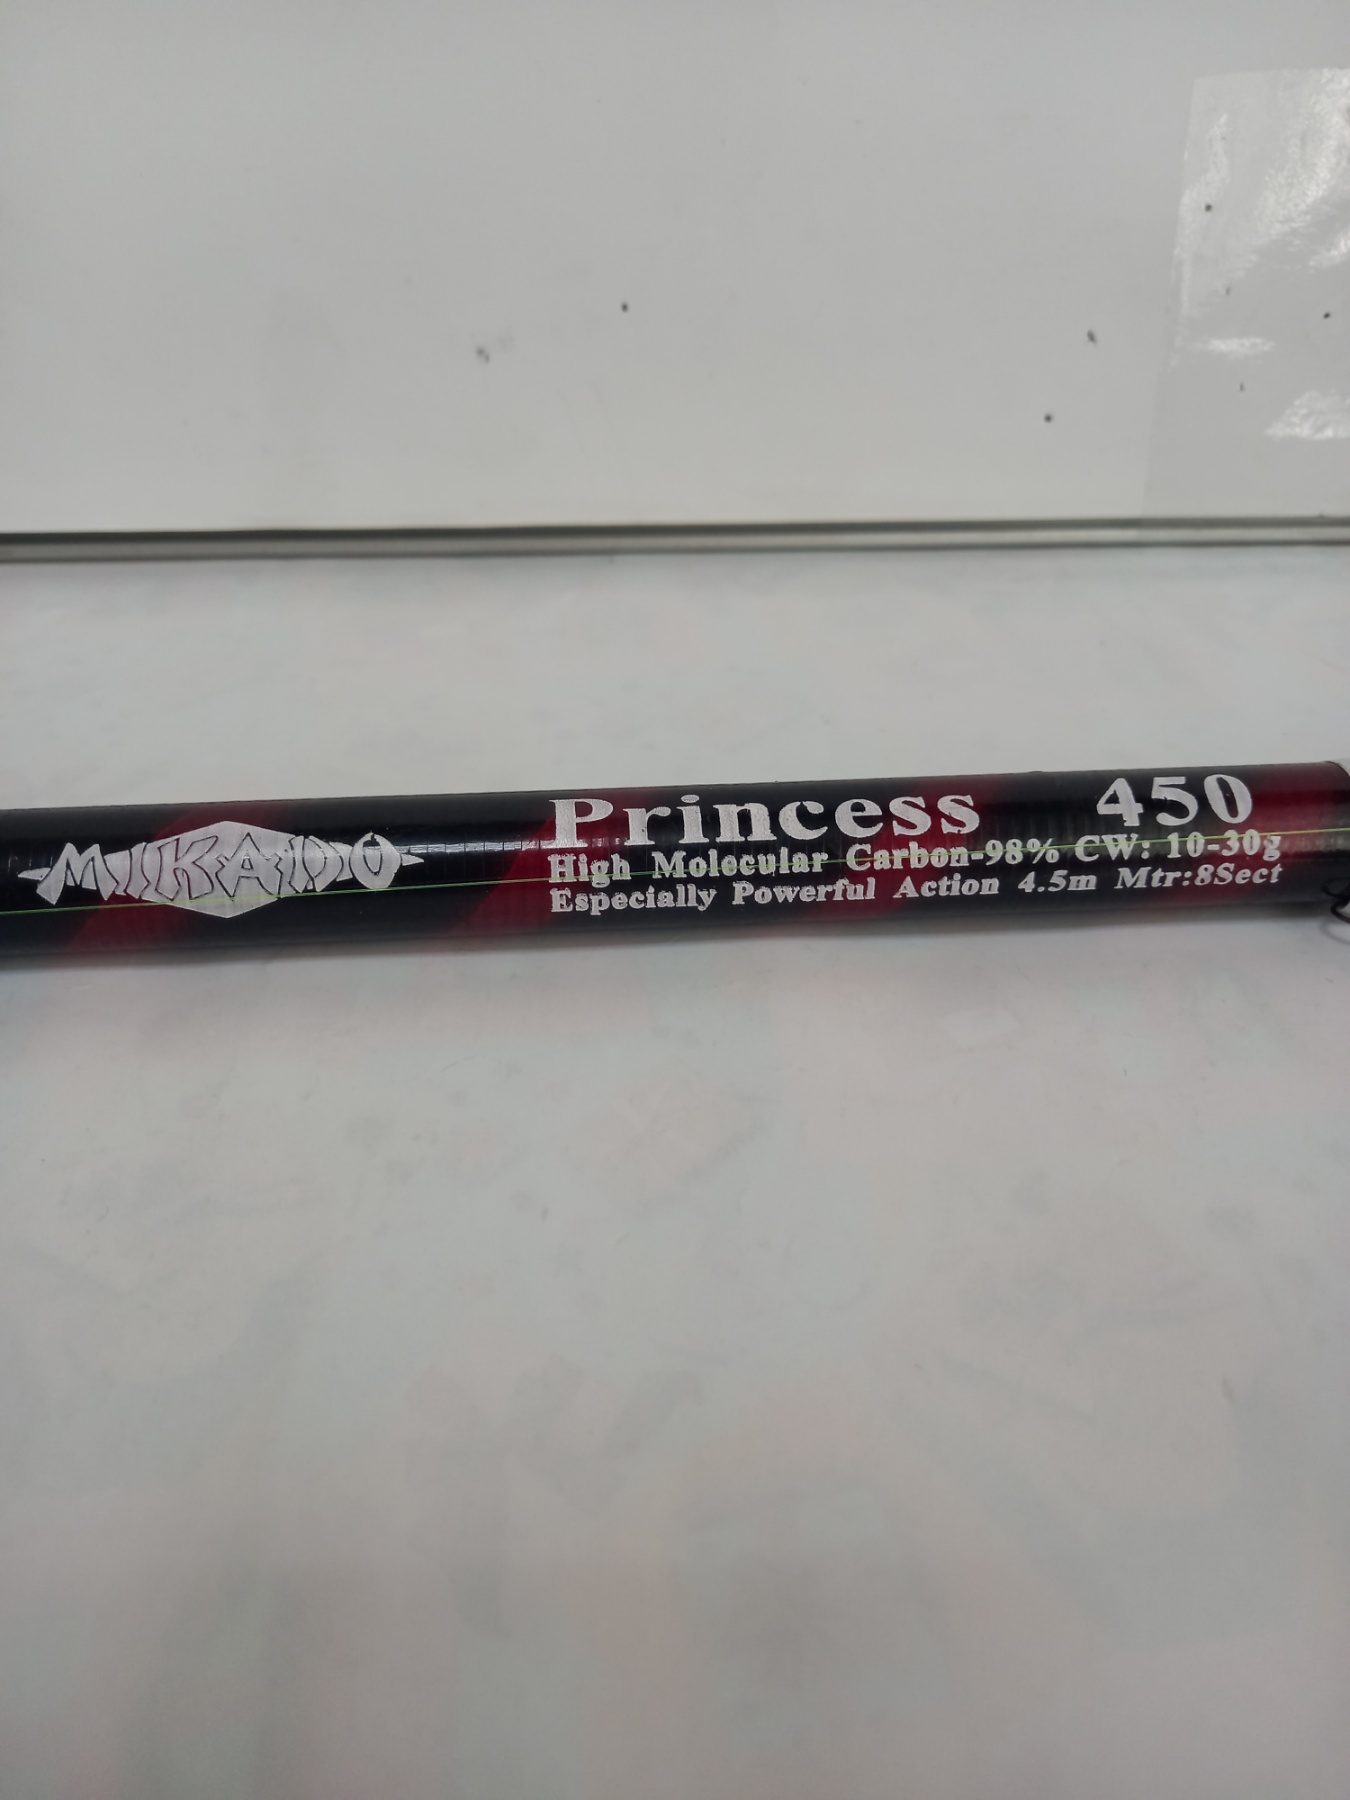 MIKADO
Princess 450
High Molecular Carbon-98% CW: 10-30g
Especially Powerful Action 4.5m Mtr:8Sect